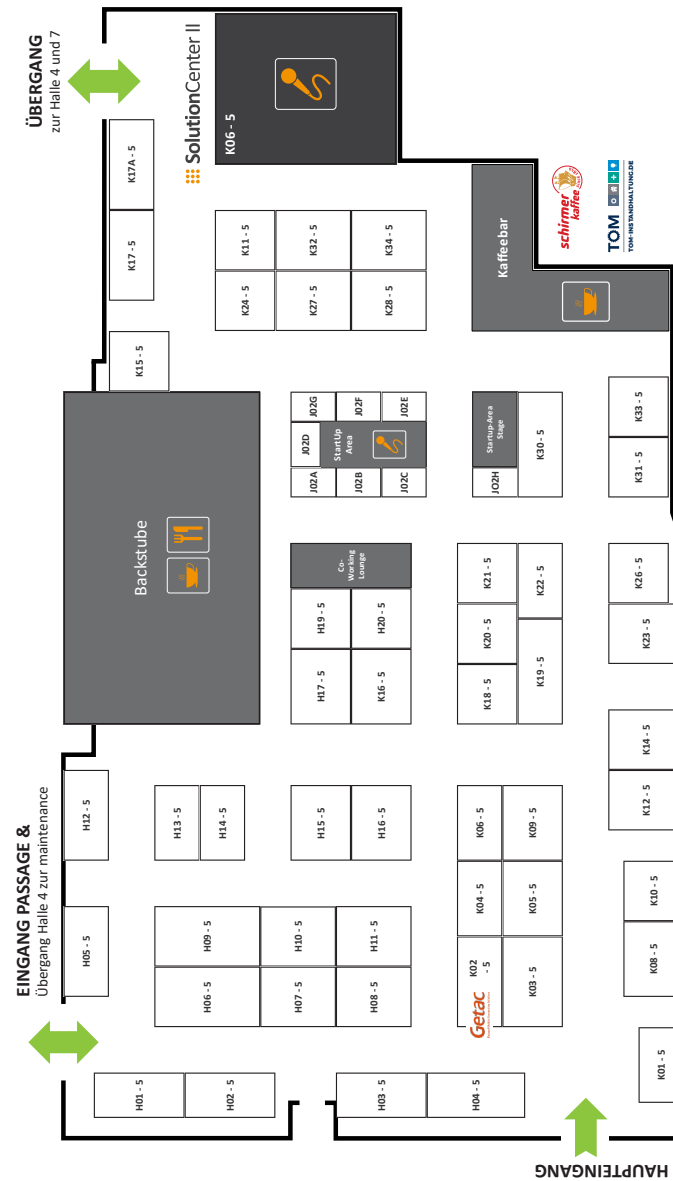 ÜBERGANG
zur Halle 4 und 7
SolutionCenter II
K06 - 5
K17A - 5
K17 - 5
K15 - 5
K11 - 5
K32 - 5
K34 - 5
K24 - 5
K27 - 5
K28 - 5
Kaffeebar
schirmer
kaffee
TOM
TOM-INSTANDHALTUNG.DE
Backstube
J02G
J02F
J02E
J02D
StartUp
Area
J02A
J02B
J02C
Startup-Area
Stage
JO2H
K30 - 5
K33 - 5
K31 - 5
Co-
Working
Lounge
H19 - 5
H20 - 5
H17 - 5
K16 - 5
K21 - 5
K22 - 5
K20 - 5
K18 - 5
K19 - 5
K26 - 5
K23 - 5
EINGANG PASSAGE &
Übergang Halle 4 zur maintenance
H12 - 5
H13 - 5
H14 - 5
H15 - 5
H16 - 5
K06 - 5
K09 - 5
K14 - 5
K12 - 5
H05 - 5
H09 - 5
H10 - 5
H11 - 5
K04 - 5
K05 - 5
K10 - 5
K08 - 5
H06 - 5
H07 - 5
H08 - 5
K02
- 5
Getac
K03 - 5
K01 - 5
H01 - 5
H02 - 5
H03 - 5
H04 - 5
HAUPTEINGANG